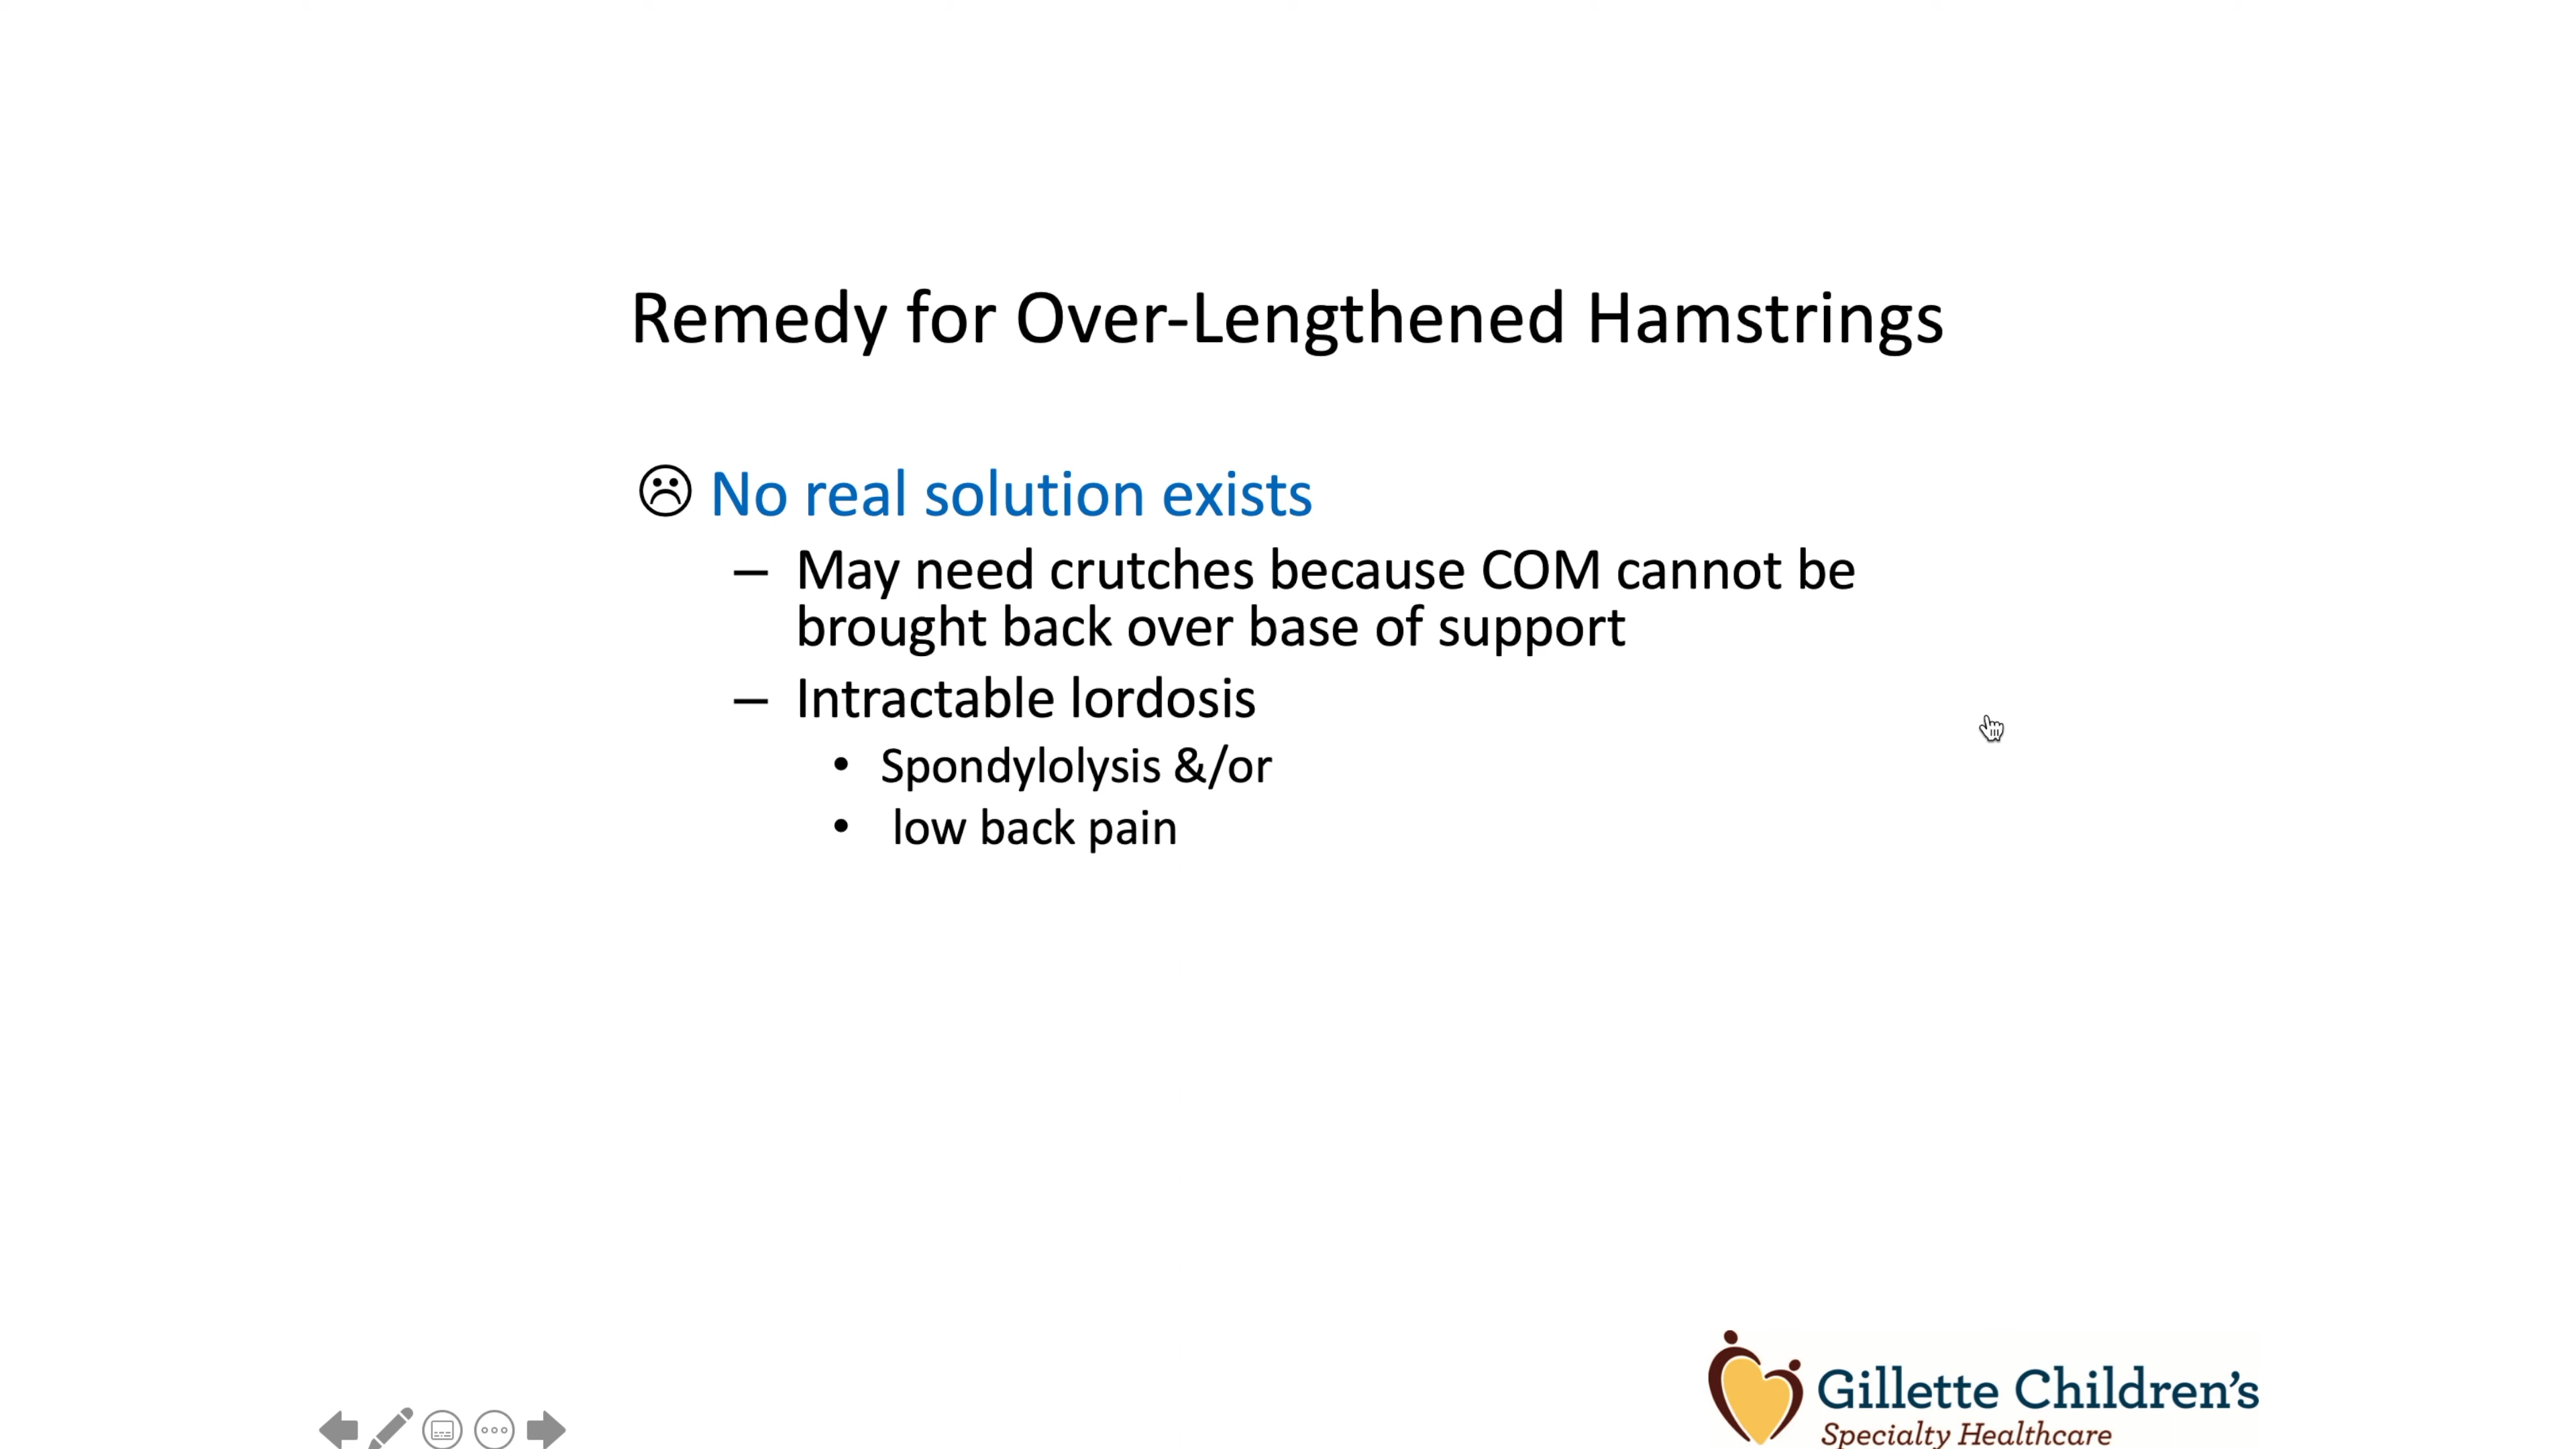 Remedy for Over-Lengthened Hamstrings
☹ No real solution exists
– May need crutches because COM cannot be
brought back over base of support
– Intractable lordosis
• Spondylolysis &/or
• low back pain
Gillette Children's
Specialty Healthcare